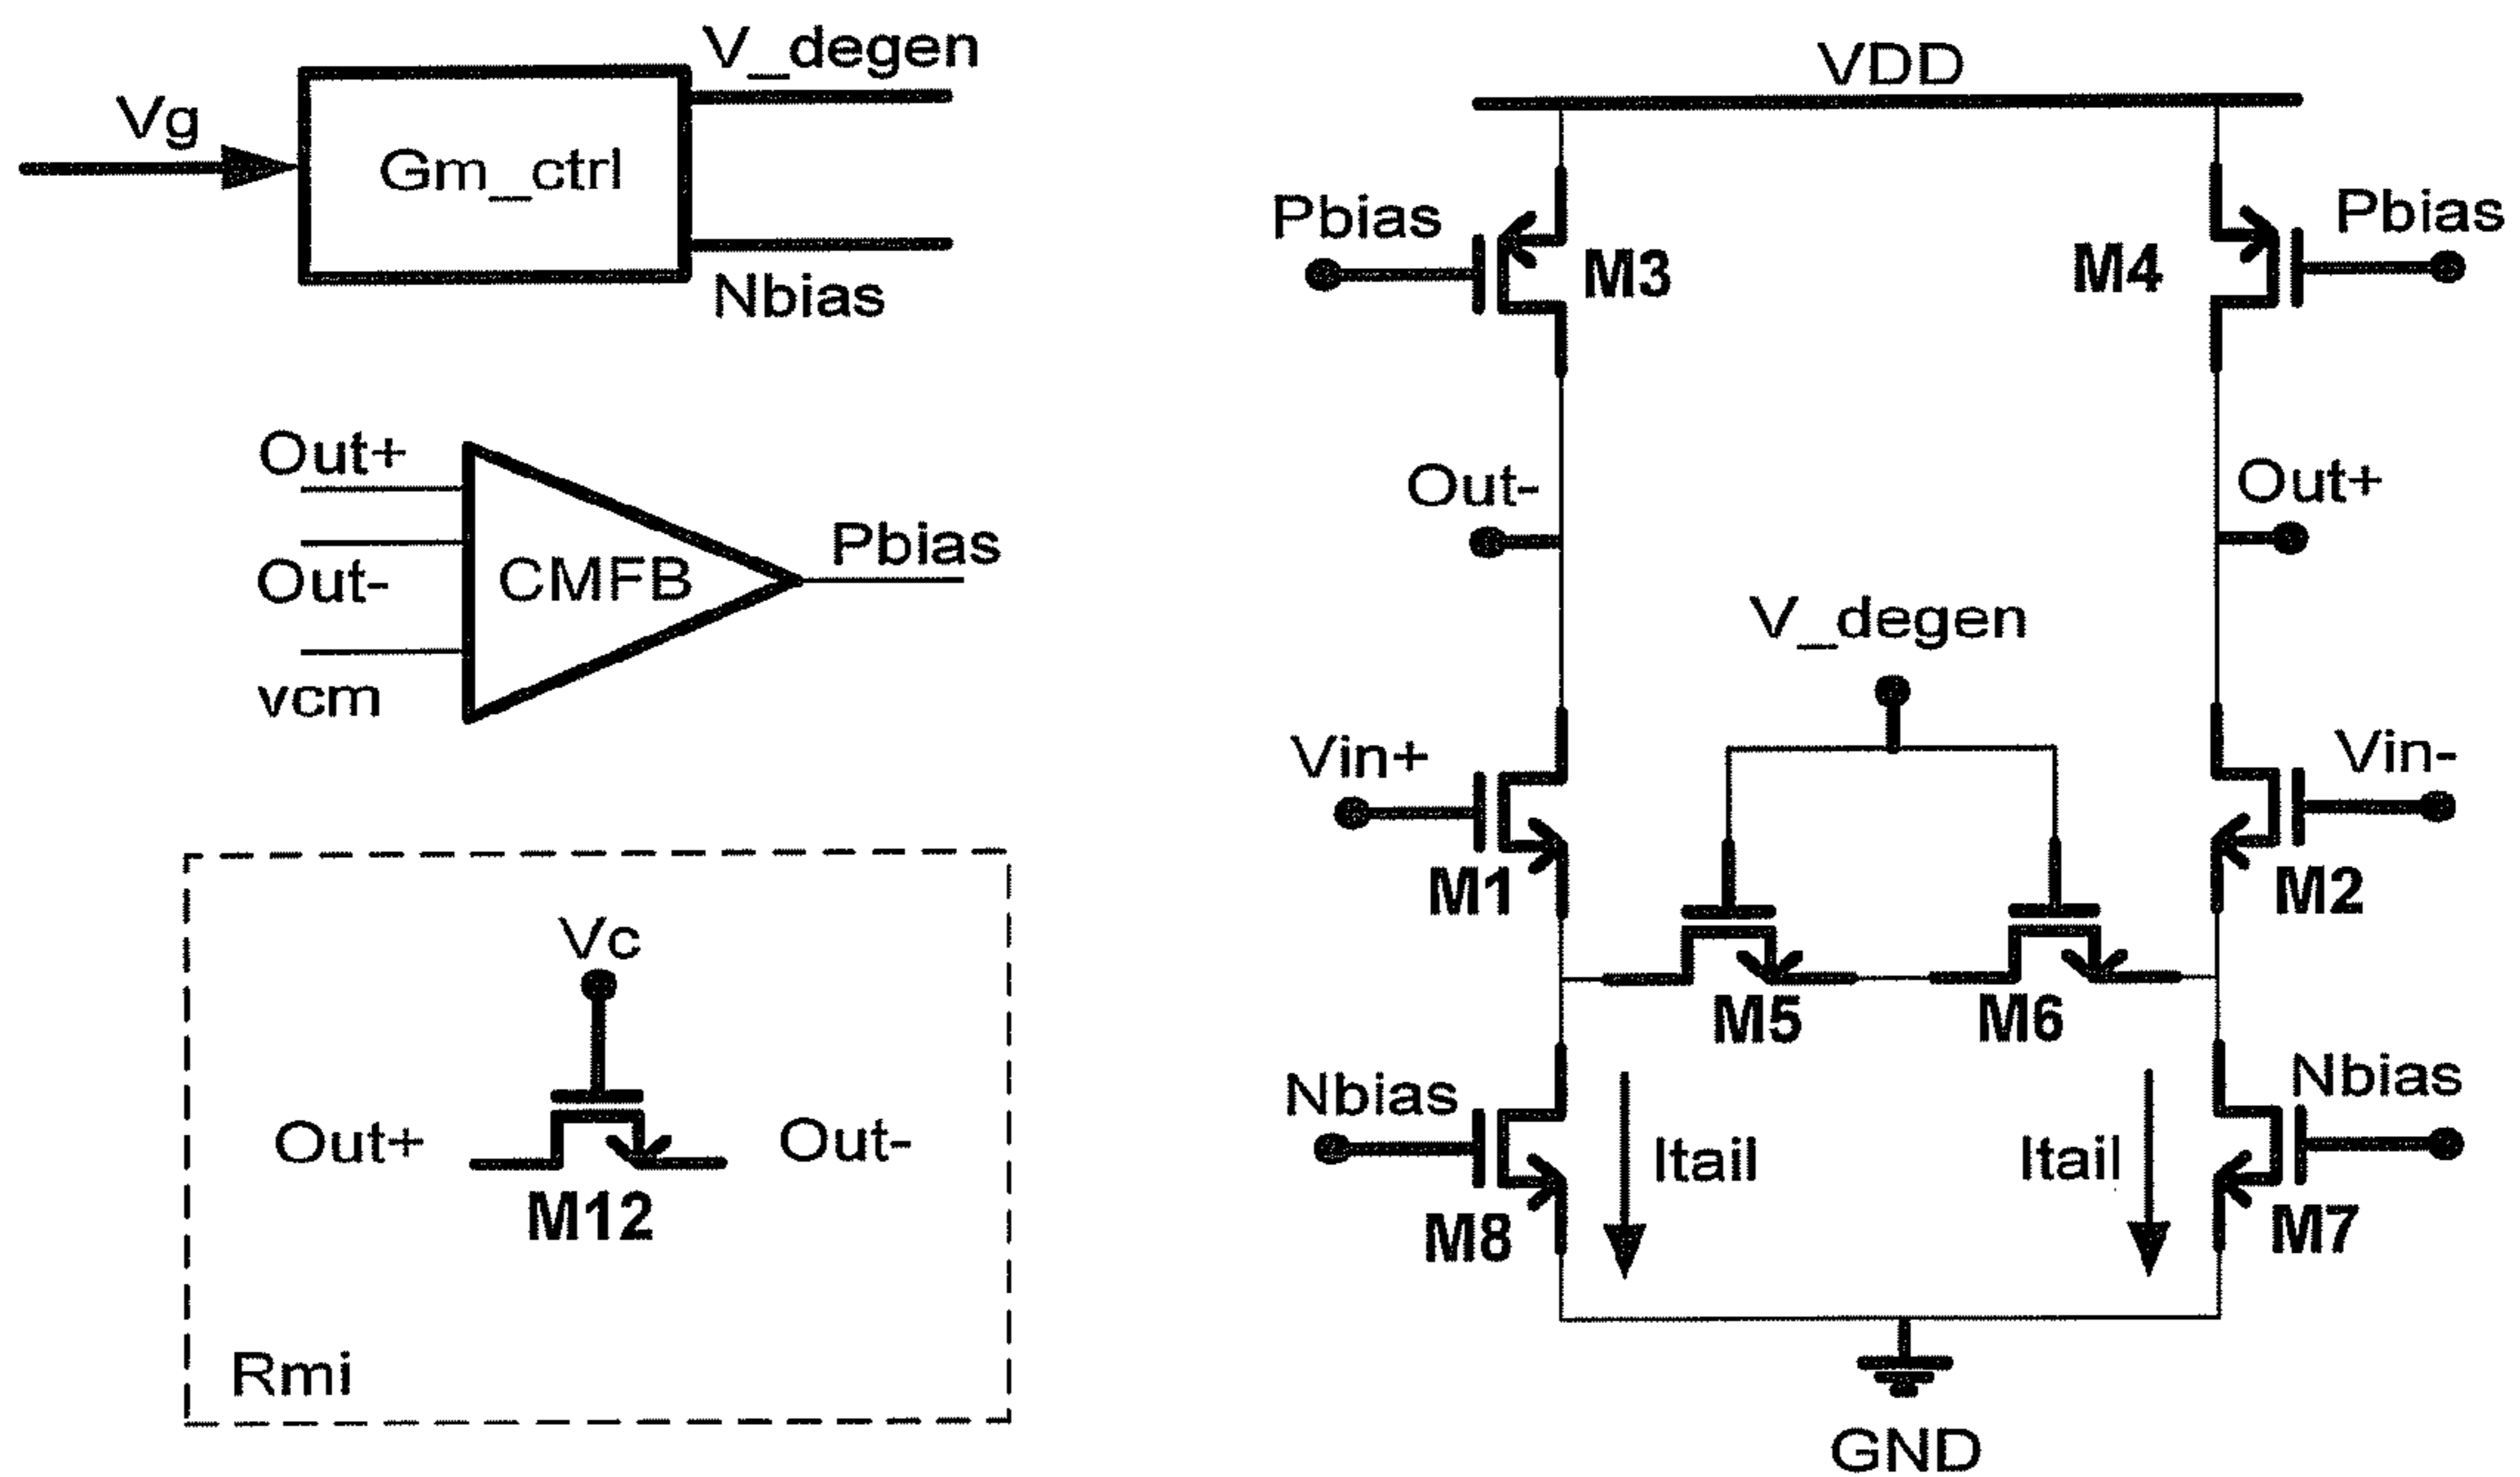 V_degen
Vg
Gm_ctrl
Nbias
Out+
Out-
vcm
CMFB
Pbias
Vc
Out+
Out-
M12
Rmi
VDD
Pbias
M3
M4
Pbias
Out-
Out+
V_degen
Vin+
Vin-
M1
M2
M5
M6
Nbias
Nbias
Itail
Itail
M8
M7
GND